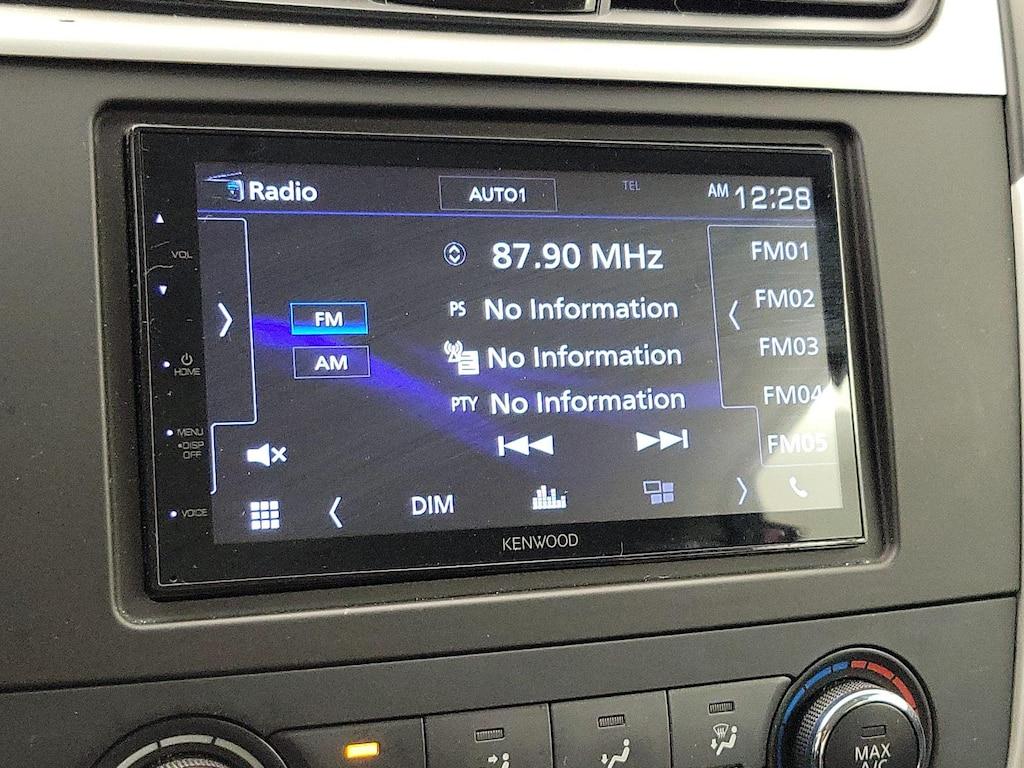 Radio
AUTO1
TEL
AM 12:28
VOL
HOME
MENU
•DISP
OFF
VOICE
87.90 MHz
FM
AM
PS No Information
No Information
PTY No Information
FM01
FM02
FM03
FM04
FM05
DIM
KENWOOD
MAX
A/C